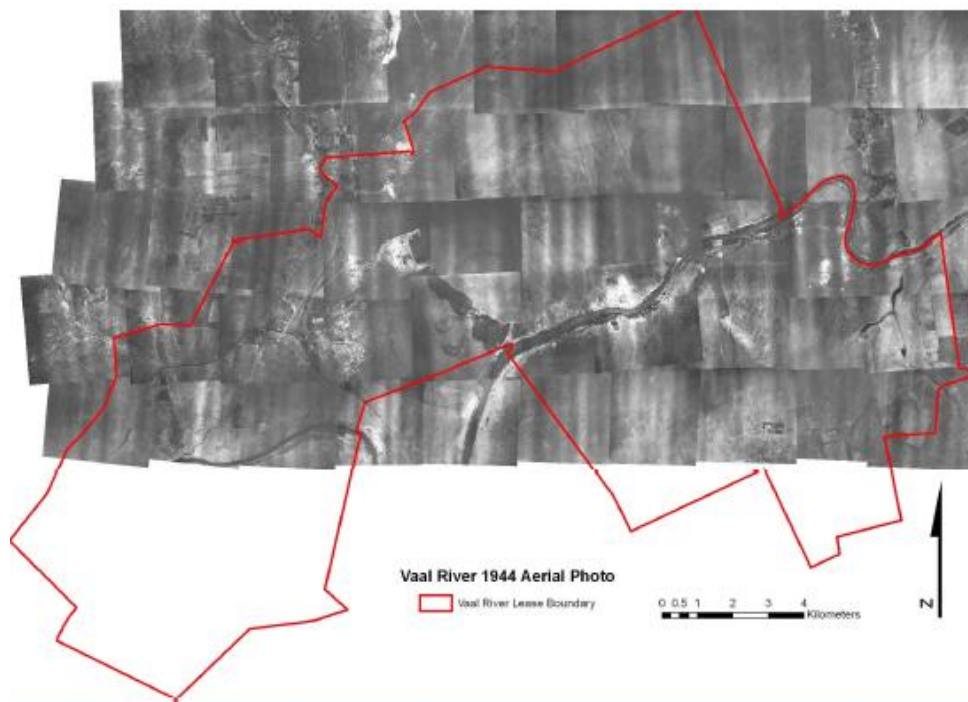 Vaal River 1944 Aerial Photo
Vaal River Lease Boundary
0 0.5 1 2 3 4
Kilometers
N